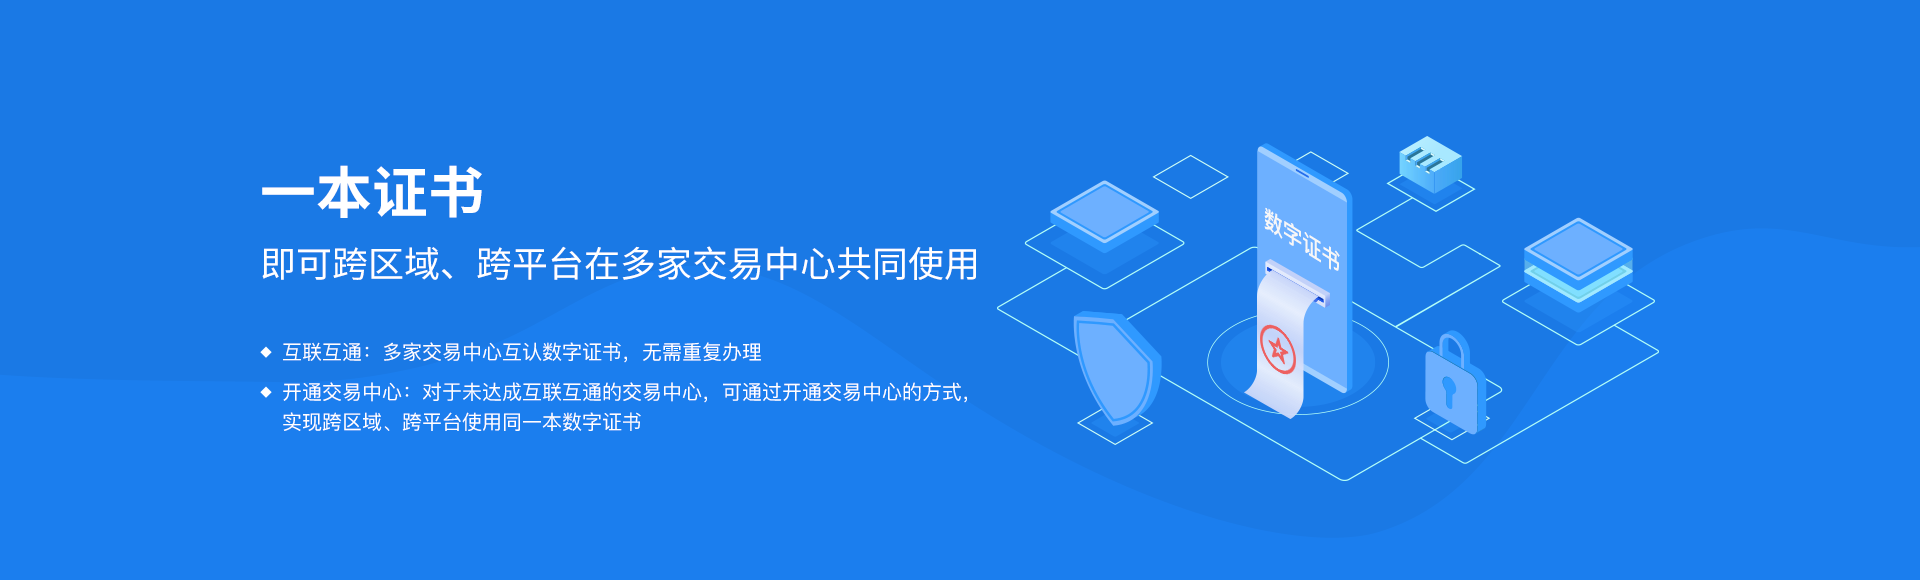 一本证书
即可跨区域、跨平台在多家交易中心共同使用
◆ 互联互通：多家交易中心互认数字证书，无需重复办理
◆ 开通交易中心：对于未达成互联互通的交易中心，可通过开通交易中心的方式，
实现跨区域、跨平台使用同一本数字证书
数字证书